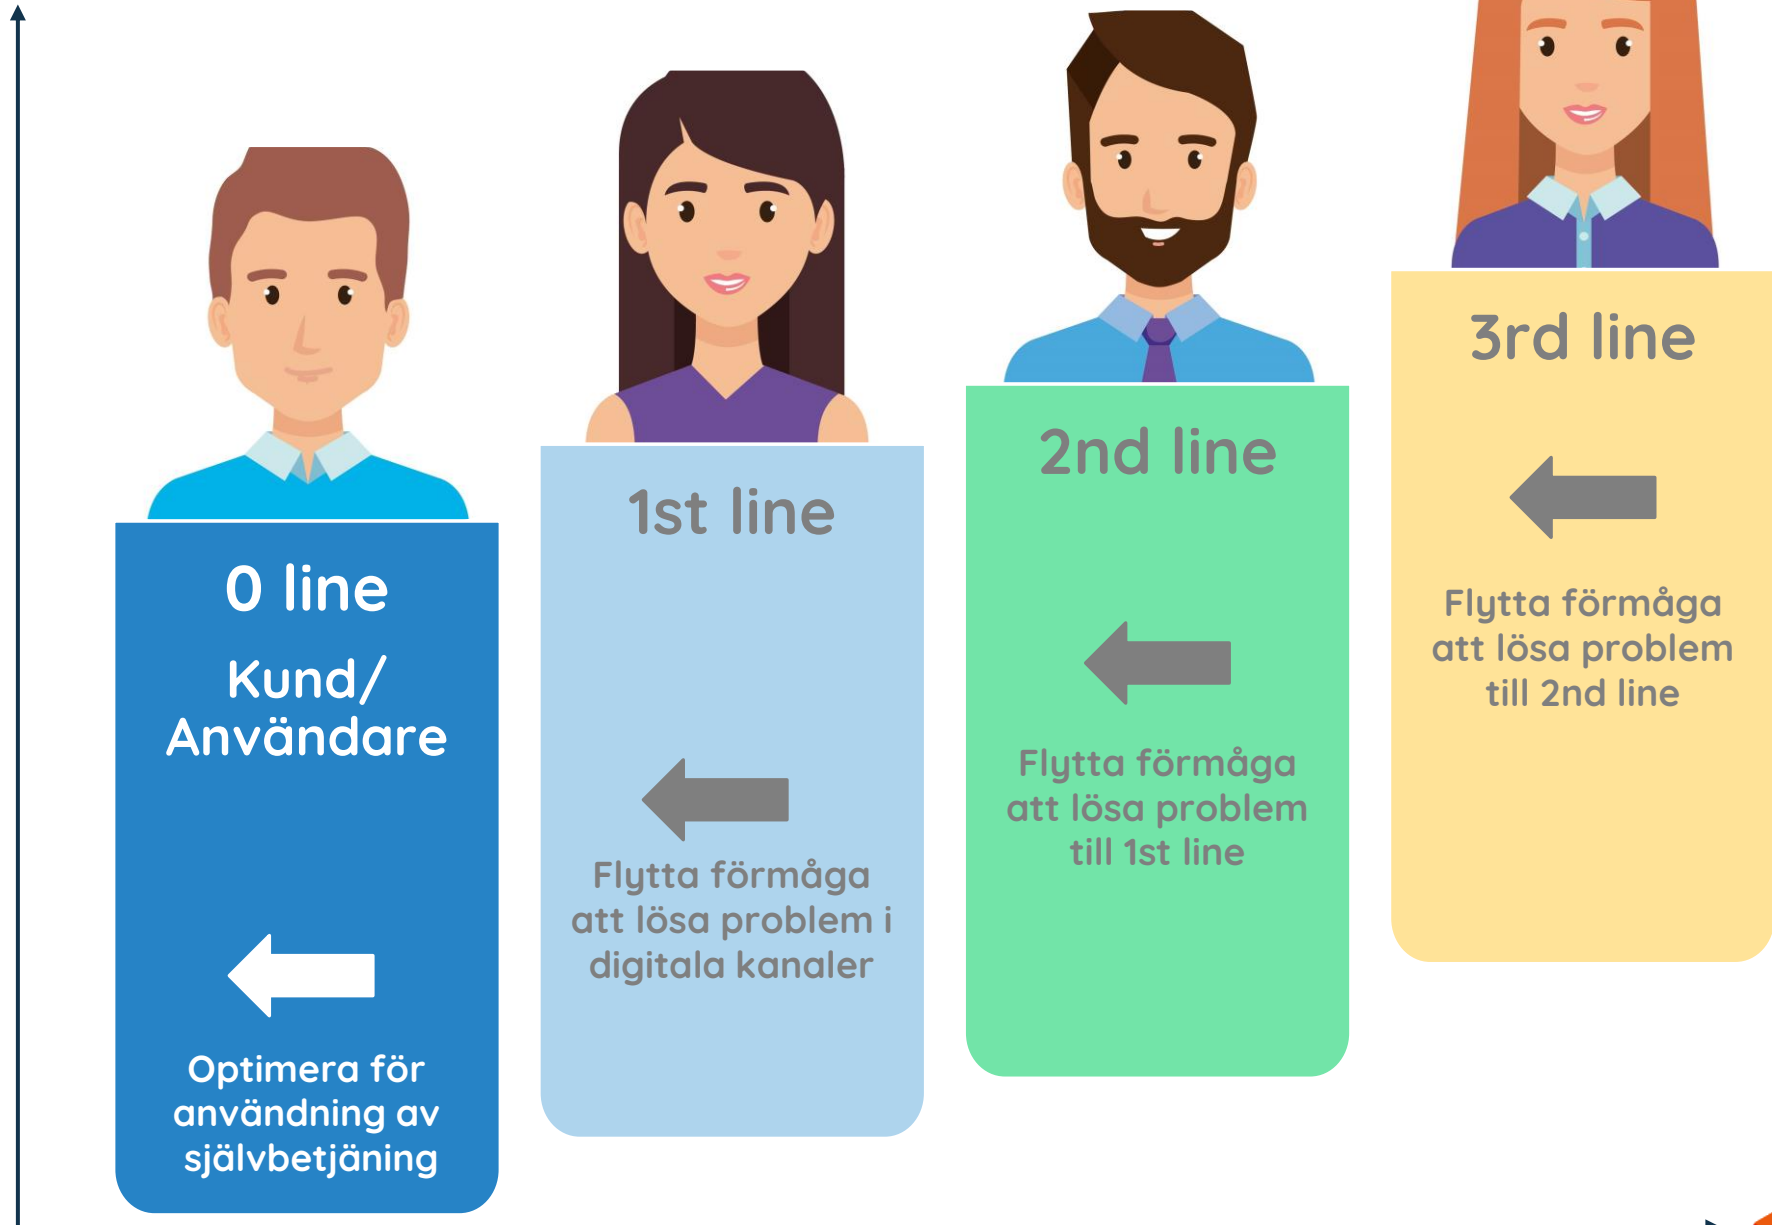 0 line
Kund/
Användare
Optimera för
användning av
självbetjäning
1st line
Flytta förmåga
att lösa problem i
digitala kanaler
2nd line
Flytta förmåga
att lösa problem
till 1st line
3rd line
Flytta förmåga
att lösa problem
till 2nd line